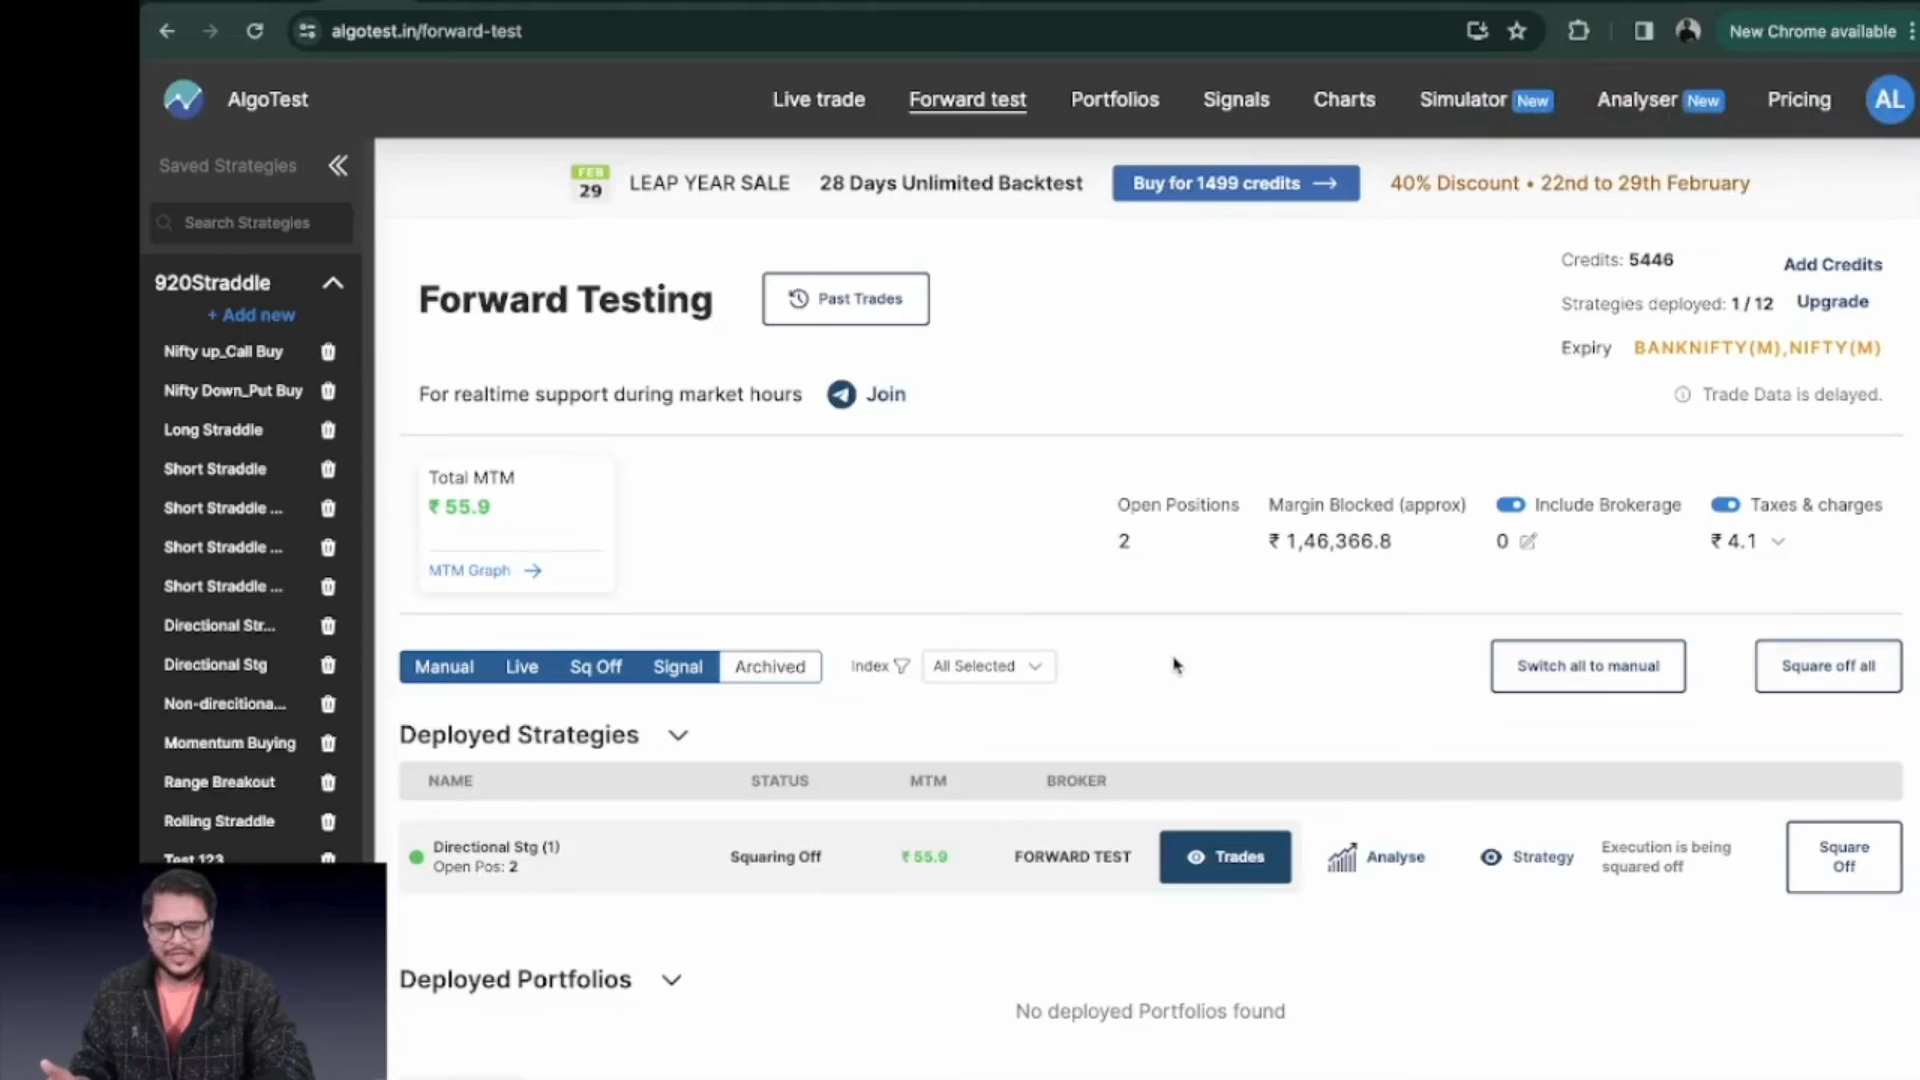 algotest.in/forward-test
New Chrome available
AlgoTest
Live trade
Forward test
Portfolios
Signals
Charts
Simulator New
Analyser New
Pricing
AL
Saved Strategies
Search Strategies
920Straddle
+ Add new
Nifty up_Call Buy
Nifty Down_Put Buy
Long Straddle
Short Straddle
Short Straddle ...
Short Straddle ...
Short Straddle ...
Directional Str...
Directional Stg
Non-direcitiona...
Momentum Buying
Range Breakout
Rolling Straddle
Test 123
FEB
29
LEAP YEAR SALE
28 Days Unlimited Backtest
Buy for 1499 credits
40% Discount • 22nd to 29th February
Forward Testing
Past Trades
Credits: 5446
Add Credits
Strategies deployed: 1 / 12
Upgrade
Expiry BANKNIFTY(M),NIFTY(M)
For realtime support during market hours
Join
Trade Data is delayed.
Total MTM
₹ 55.9
MTM Graph
Open Positions
2
Margin Blocked (approx)
₹ 1,46,366.8
Include Brokerage
0
Taxes & charges
₹ 4.1
Manual
Live
Sq Off
Signal
Archived
Index
All Selected
Switch all to manual
Square off all
Deployed Strategies
NAME
STATUS
MTM
BROKER
Directional Stg (1)
Open Pos: 2
Squaring Off
₹ 55.9
FORWARD TEST
Trades
Analyse
Strategy
Execution is being
squared off
Square
Off
Deployed Portfolios
No deployed Portfolios found